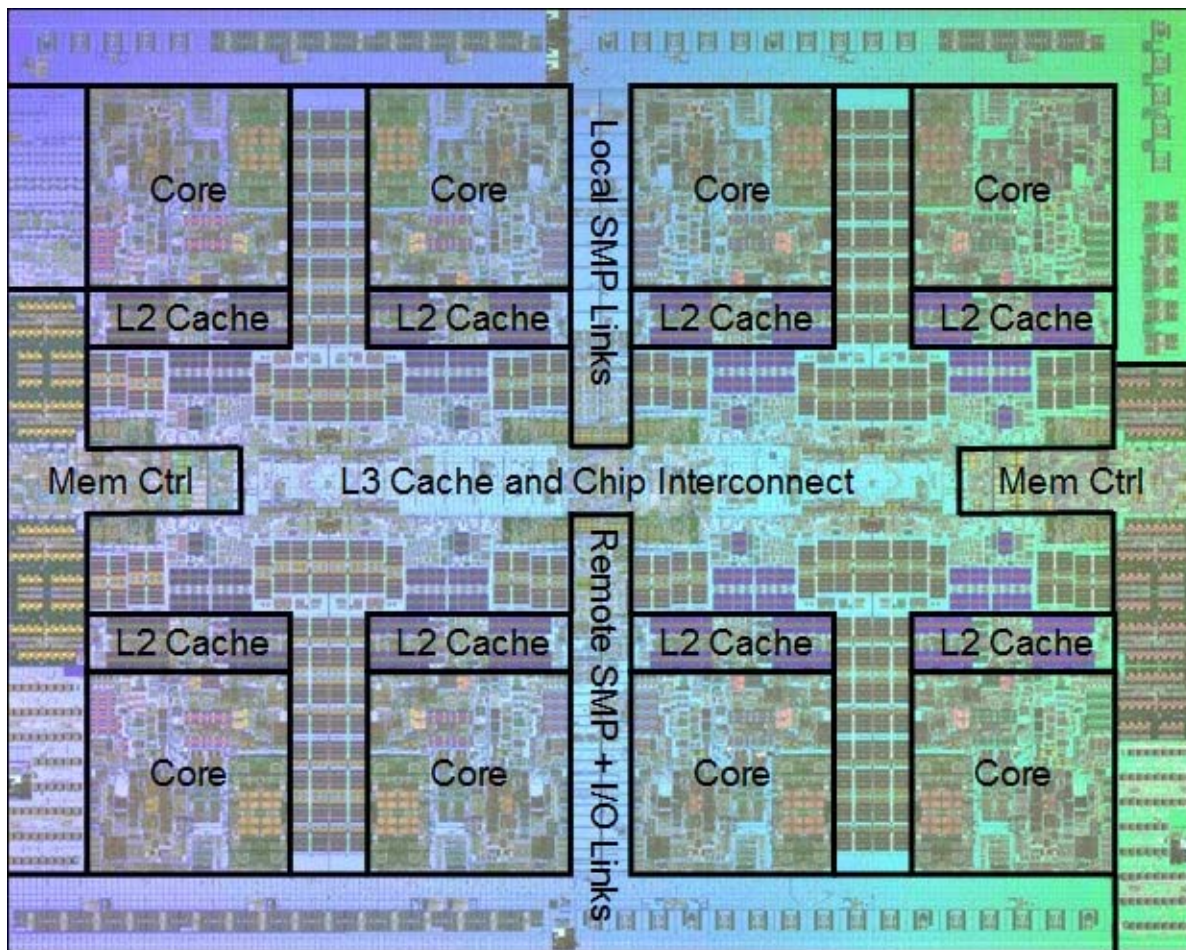 Core
Core
Core
Core
Local SMP Links
L2 Cache
L2 Cache
L2 Cache
L2 Cache
Mem Ctrl
L3 Cache and Chip Interconnect
Mem Ctrl
Remote SMP + I/O Links
L2 Cache
L2 Cache
L2 Cache
L2 Cache
Core
Core
Core
Core